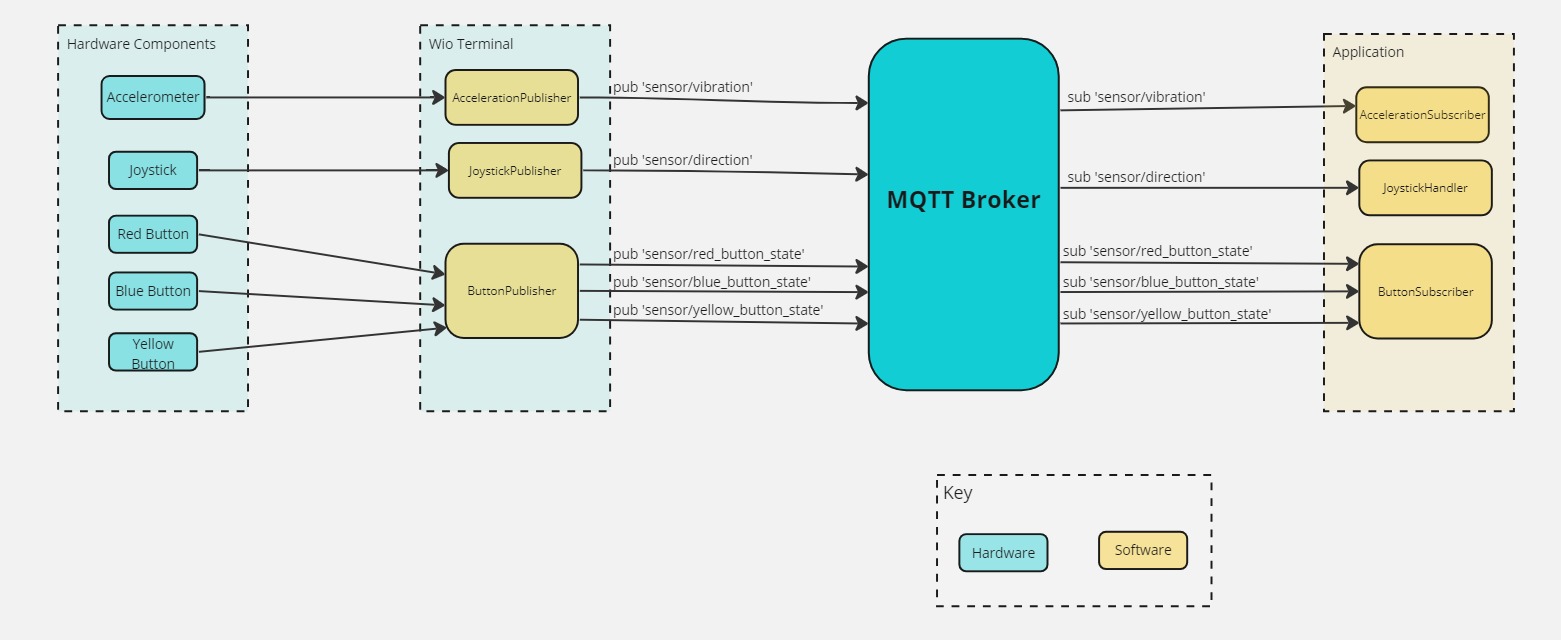 Hardware Components
Accelerometer
Joystick
Red Button
Blue Button
Yellow
Button
Wio Terminal
AccelerationPublisher
JoystickPublisher
ButtonPublisher
pub 'sensor/vibration'
pub 'sensor/direction'
pub 'sensor/red_button_state'
pub 'sensor/blue_button_state'
pub 'sensor/yellow_button_state'
MQTT Broker
sub 'sensor/vibration'
sub 'sensor/direction'
sub 'sensor/red_button_state'
sub 'sensor/blue_button_state'
sub 'sensor/yellow_button_state'
Application
AccelerationSubscriber
JoystickHandler
ButtonSubscriber
Key
Hardware
Software